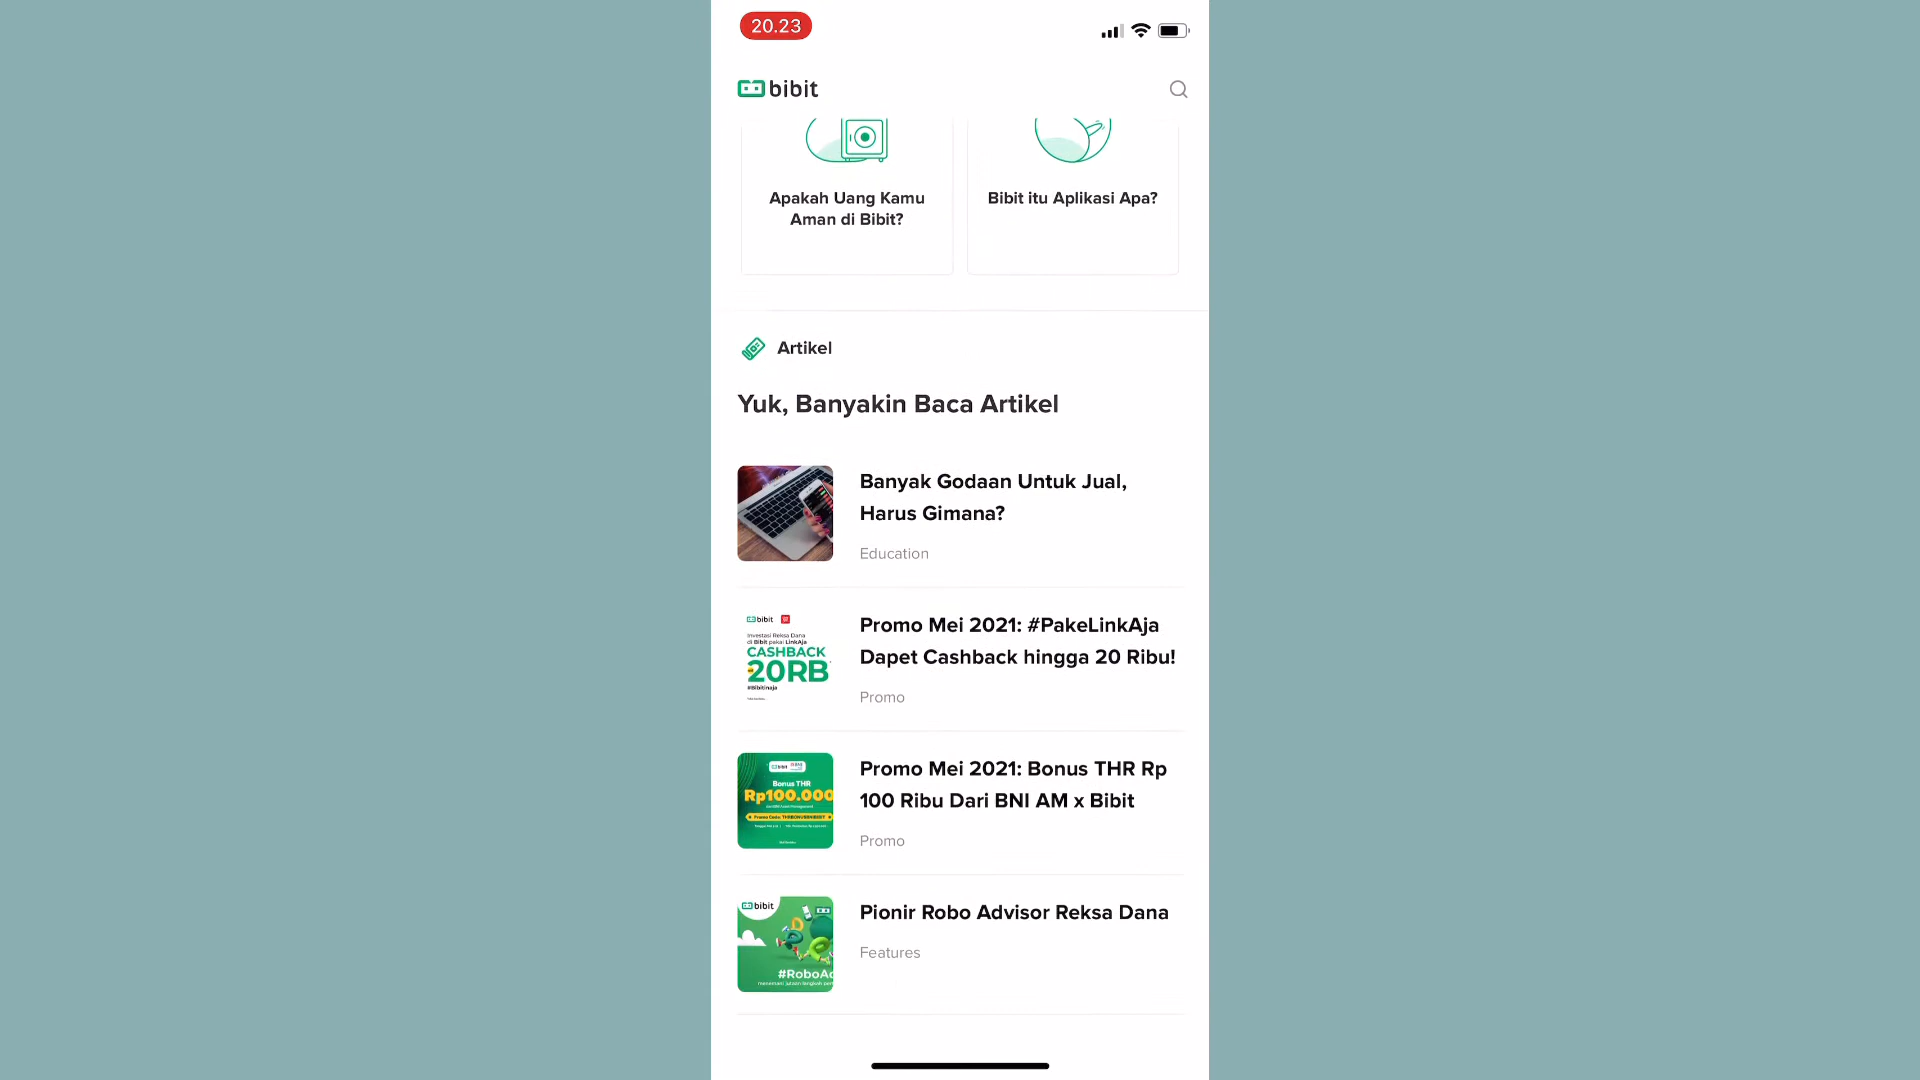 20.23
bibit
Apakah Uang Kamu
Aman di Bibit?
Bibit itu Aplikasi Apa?
Artikel
Yuk, Banyakin Baca Artikel
Banyak Godaan Untuk Jual,
Harus Gimana?
Education
bibit
Investasi Reksa Dana
di Bibit pakai LinkAja
CASHBACK
20RB
#Bibitinaja
Promo Mei 2021: #PakeLinkAja
Dapet Cashback hingga 20 Ribu!
Promo
bibit
Bonus THR
Rp100.000
Promo Mei 2021: Bonus THR Rp
100 Ribu Dari BNI AM x Bibit
Promo
bibit
#RoboAd
Pionir Robo Advisor Reksa Dana
Features